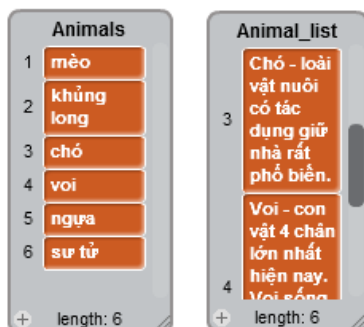 Animals
1 mèo
2 khủng
long
3 chó
4 voi
5 ngựa
6 sư tử
+ length: 6
Animal_list
3 Chó - loài
vật nuôi
có tác
dụng giữ
nhà rất
phổ biến.
4 Voi - con
vật 4 chân
lớn nhất
hiện nay.
Voi sống
+ length: 6